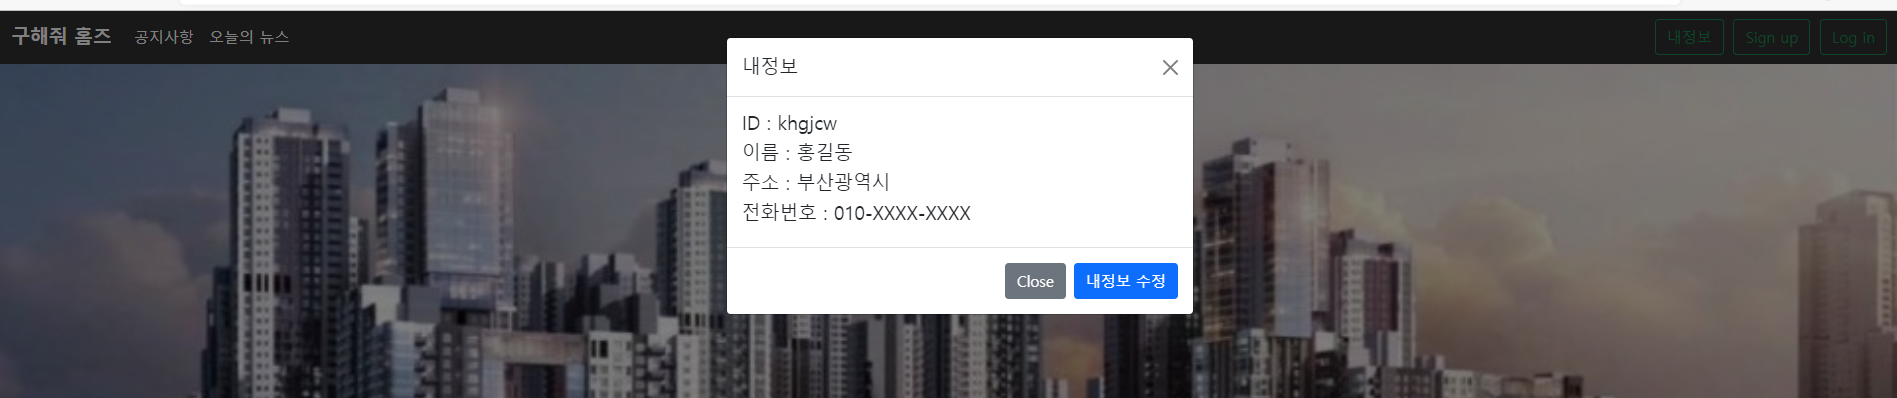 구해줘 홈즈 공지사항 오늘의 뉴스 내정보 Sign up Log in
내정보
ID : khgjcw
이름 : 홍길동
주소 : 부산광역시
전화번호 : 010-XXXX-XXXX
Close 내정보 수정